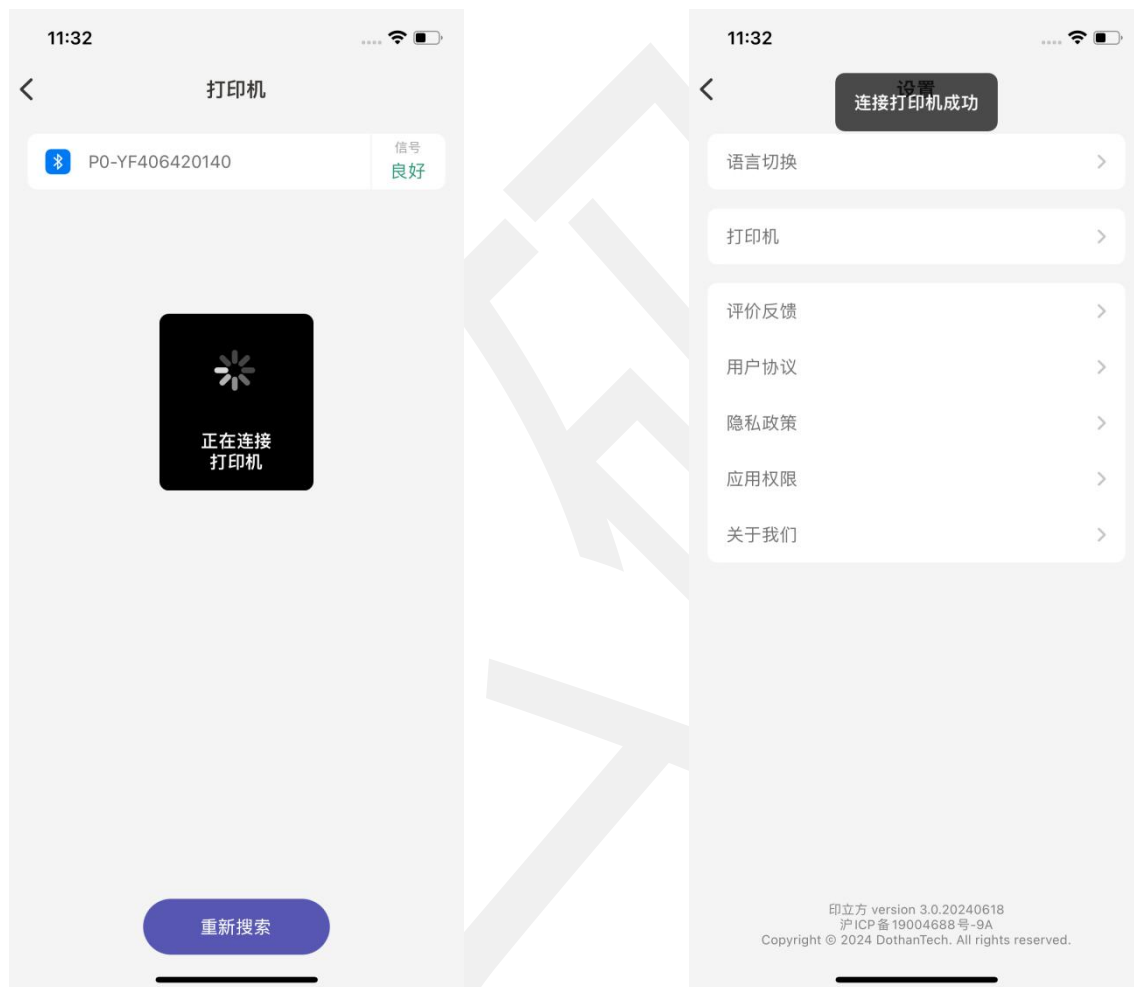 11:32
打印机
P0-YF406420140
信号
良好
正在连接
打印机
重新搜索
11:32
设置
连接打印机成功
语言切换
打印机
评价反馈
用户协议
隐私政策
应用权限
关于我们
印立方 version 3.0.20240618
沪ICP备19004688号-9A
Copyright © 2024 DothanTech. All rights reserved.